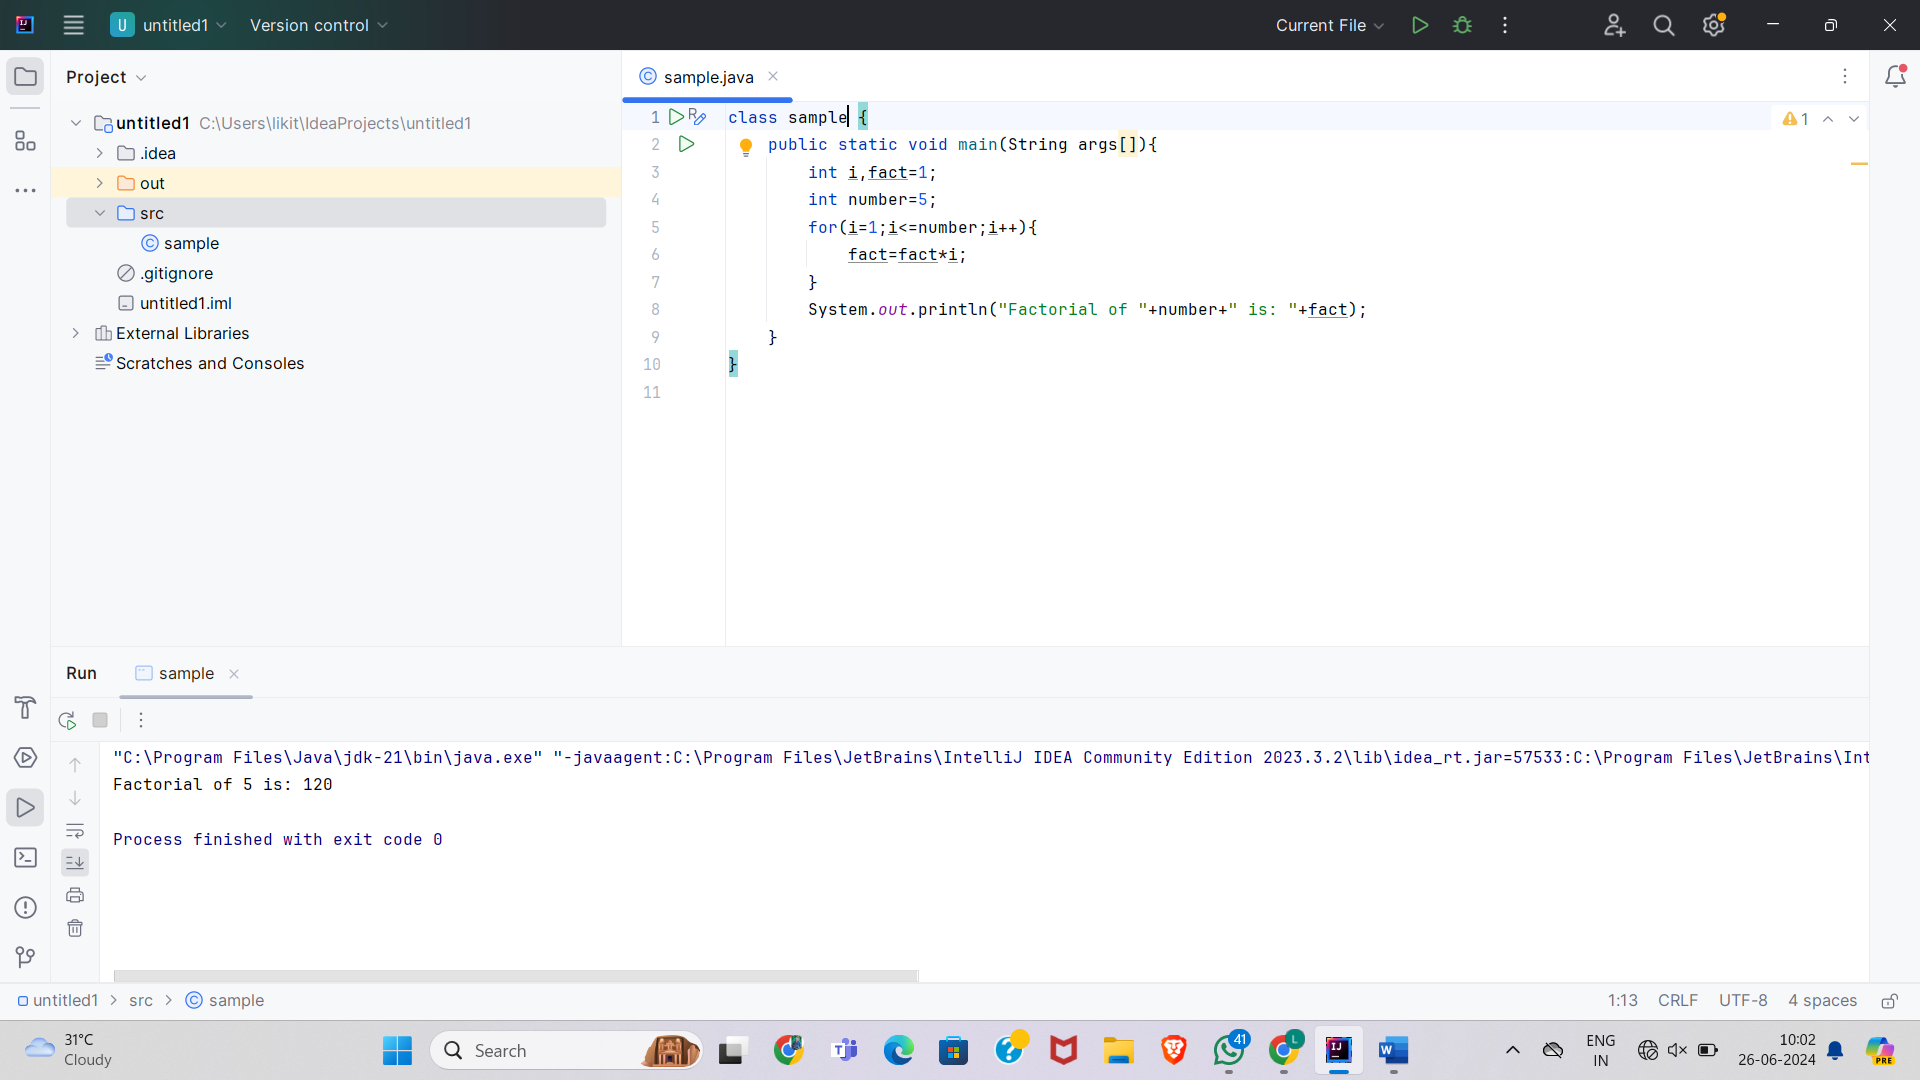 U untitled1 Version control Current File
Project
untitled1 C:\Users\likit\IdeaProjects\untitled1
.idea
out
src
sample
.gitignore
untitled1.iml
External Libraries
Scratches and Consoles
sample.java
1 class sample {
1
2 public static void main(String args[]){
3 int i,fact=1;
4 int number=5;
5 for(i=1;i<=number;i++){
6 fact=fact*i;
7 }
8 System.out.println("Factorial of "+number+" is: "+fact);
9 }
10 }
11
Run sample
"C:\Program Files\Java\jdk-21\bin\java.exe" "-javaagent:C:\Program Files\JetBrains\IntelliJ IDEA Community Edition 2023.3.2\lib\idea_rt.jar=57533:C:\Program Files\JetBrains\Int
Factorial of 5 is: 120
Process finished with exit code 0
untitled1 > src > sample 1:13 CRLF UTF-8 4 spaces
31°C
Cloudy
Search
41
L
ENG
IN
10:02
26-06-2024
PRE